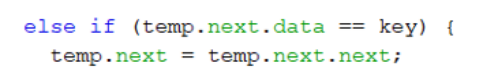 else if (temp.next.data == key) {
temp.next = temp.next.next;